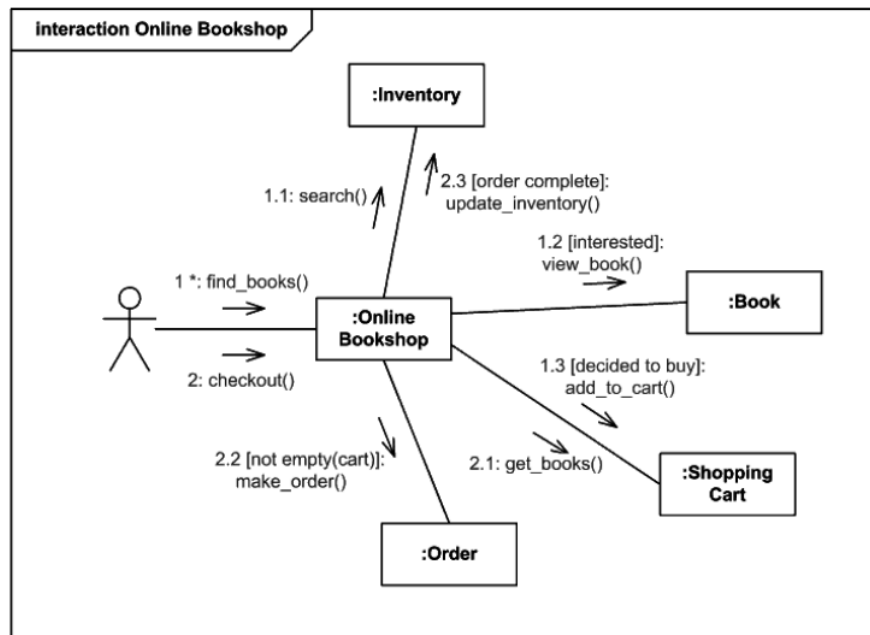 interaction Online Bookshop
:Inventory
1.1: search()
2.3 [order complete]:
update_inventory()
1.2 [interested]:
view_book()
1 *: find_books()
:Online
Bookshop
:Book
2: checkout()
1.3 [decided to buy]:
add_to_cart()
2.2 [not empty(cart)]:
make_order()
2.1: get_books()
:Shopping
Cart
:Order